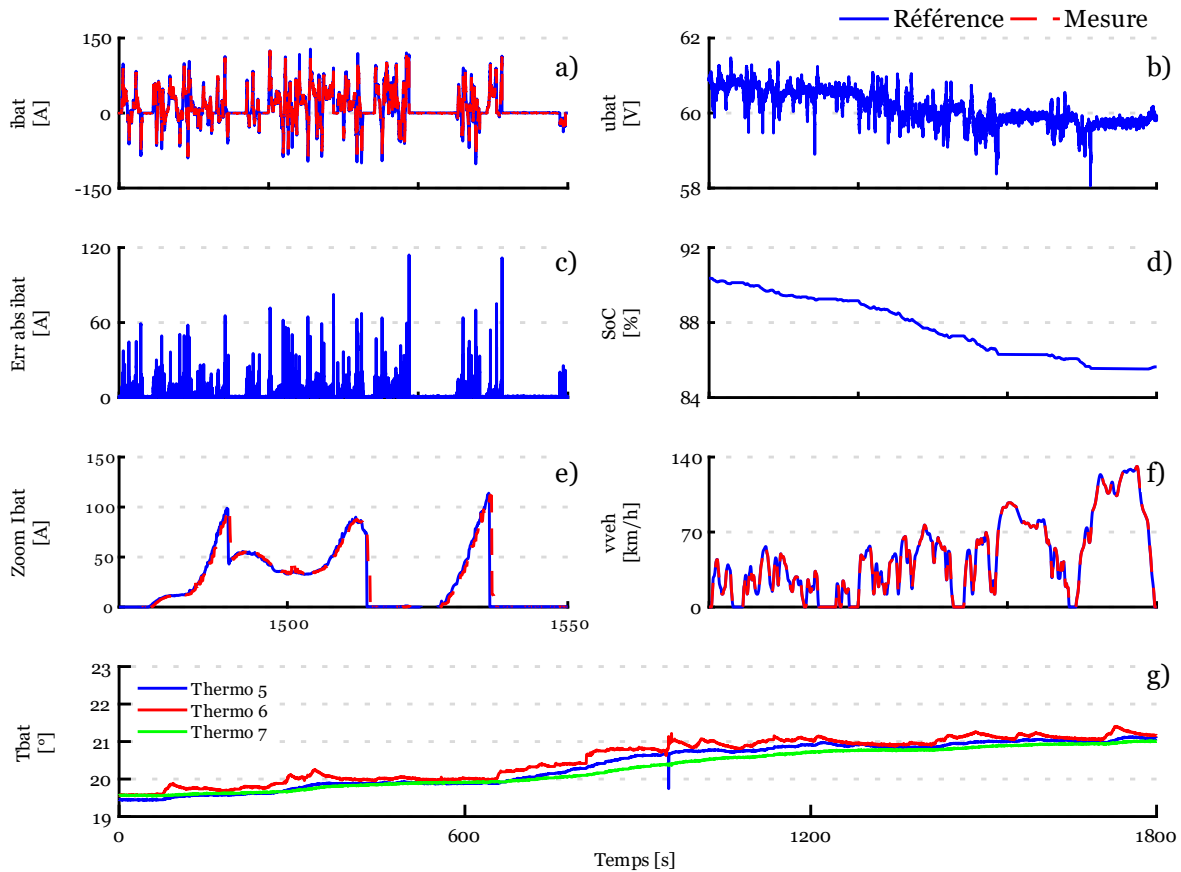 Référence Mesure
150
0
-150
ibat
[A]
a)
62
60
58
ubat
[V]
b)
120
60
0
Err abs ibat
[A]
c)
92
88
84
SoC
[%]
d)
150
100
50
0
Zoom Ibat
[A]
e)
1500
1550
140
70
0
vveh
[km/h]
f)
23
22
21
20
19
Tbat
[°]
Thermo 5
Thermo 6
Thermo 7
g)
0
600
1200
1800
Temps [s]